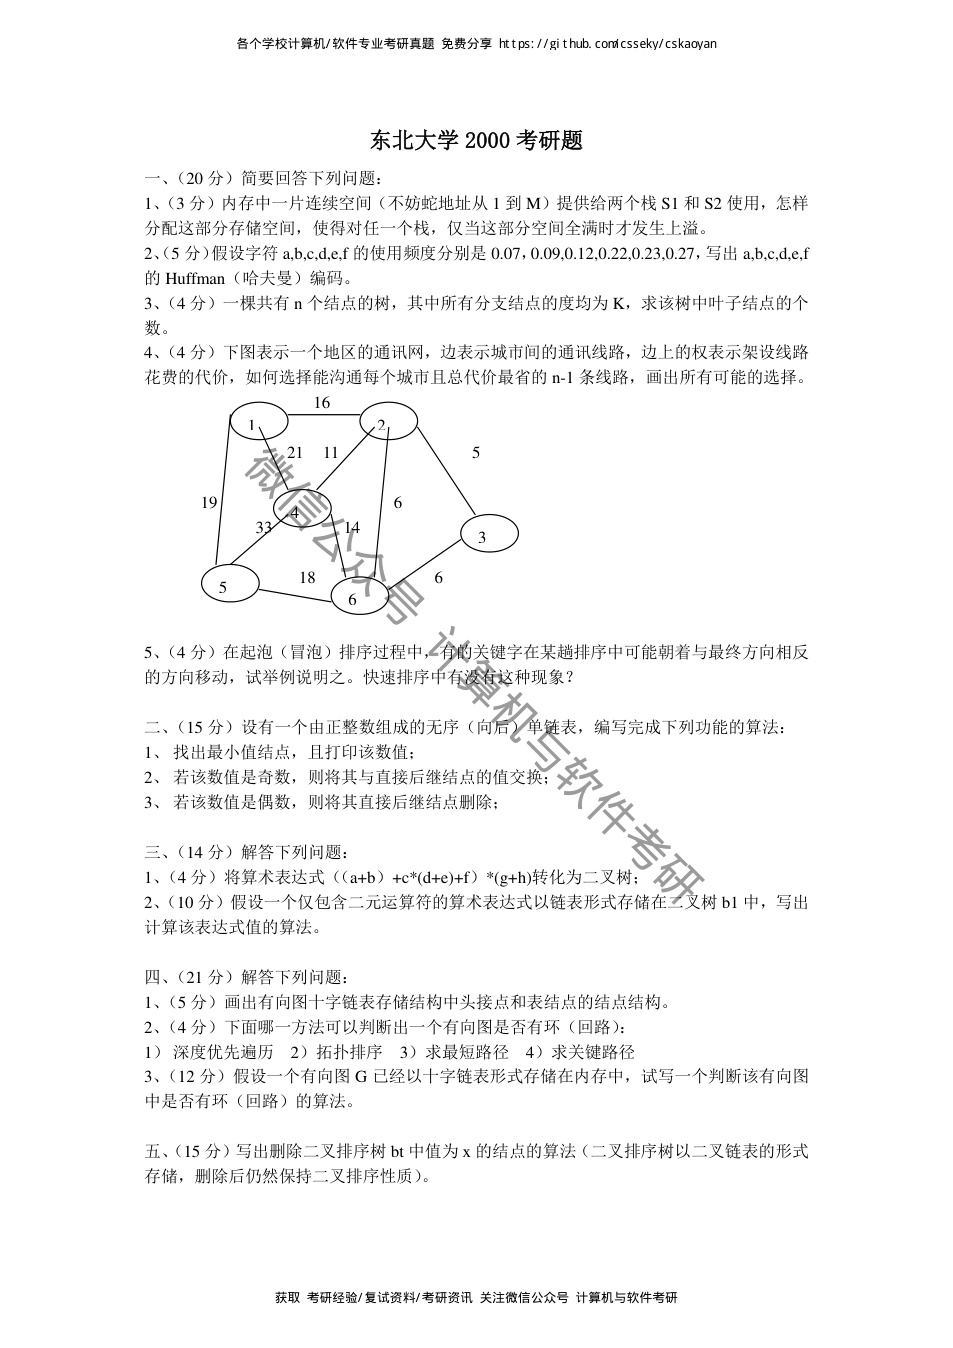 各个学校计算机/软件专业考研真题 免费分享 https://github.com/csseky/cskaoyan
东北大学 2000 考研题
一、（20 分）简要回答下列问题：
1、（3 分）内存中一片连续空间（不妨蛇地址从 1 到 M）提供给两个栈 S1 和 S2 使用，怎样
分配这部分存储空间，使得对任一个栈，仅当这部分空间全满时才发生上溢。
2、（5 分）假设字符 a,b,c,d,e,f 的使用频度分别是 0.07，0.09,0.12,0.22,0.23,0.27，写出 a,b,c,d,e,f
的 Huffman（哈夫曼）编码。
3、（4 分）一棵共有 n 个结点的树，其中所有分支结点的度均为 K，求该树中叶子结点的个
数。
4、（4 分）下图表示一个地区的通讯网，边表示城市间的通讯线路，边上的权表示架设线路
花费的代价，如何选择能沟通每个城市且总代价最省的 n-1 条线路，画出所有可能的选择。
16
1 2
21 11 5
19 6
4
33 14
3
18 6
5
6
5、（4 分）在起泡（冒泡）排序过程中，有的关键字在某趟排序中可能朝着与最终方向相反
的方向移动，试举例说明之。快速排序中有没有这种现象？
二、（15 分）设有一个由正整数组成的无序（向后）单链表，编写完成下列功能的算法：
1、 找出最小值结点，且打印该数值；
2、 若该数值是奇数，则将其与直接后继结点的值交换；
3、 若该数值是偶数，则将其直接后继结点删除；
三、（14 分）解答下列问题：
1、（4 分）将算术表达式（（a+b）+c*(d+e)+f）*(g+h)转化为二叉树；
2、（10 分）假设一个仅包含二元运算符的算术表达式以链表形式存储在二叉树 b1 中，写出
计算该表达式值的算法。
四、（21 分）解答下列问题：
1、（5 分）画出有向图十字链表存储结构中头接点和表结点的结点结构。
2、（4 分）下面哪一方法可以判断出一个有向图是否有环（回路）：
1） 深度优先遍历 2）拓扑排序 3）求最短路径 4）求关键路径
3、（12 分）假设一个有向图 G 已经以十字链表形式存储在内存中，试写一个判断该有向图
中是否有环（回路）的算法。
五、（15 分）写出删除二叉排序树 bt 中值为 x 的结点的算法（二叉排序树以二叉链表的形式
存储，删除后仍然保持二叉排序性质）。
微信公众号 计算机与软件考研
获取 考研经验/复试资料/考研资讯 关注微信公众号 计算机与软件考研